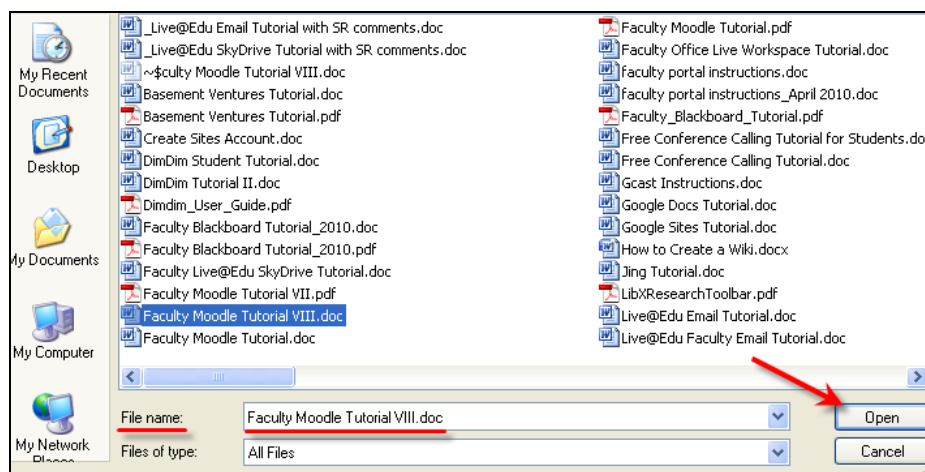 My Recent
Documents
Desktop
My Documents
My Computer
My Network
_Live@Edu Email Tutorial with SR comments.doc
_Live@Edu SkyDrive Tutorial with SR comments.doc
~$culty Moodle Tutorial VIII.doc
Basement Ventures Tutorial.doc
Basement Ventures Tutorial.pdf
Create Sites Account.doc
DimDim Student Tutorial.doc
DimDim Tutorial II.doc
Dimdim_User_Guide.pdf
Faculty Blackboard Tutorial_2010.doc
Faculty Blackboard Tutorial_2010.pdf
Faculty Live@Edu SkyDrive Tutorial.doc
Faculty Moodle Tutorial VII.pdf
Faculty Moodle Tutorial VIII.doc
Faculty Moodle Tutorial.doc
Faculty Moodle Tutorial.pdf
Faculty Office Live Workspace Tutorial.doc
faculty portal instructions.doc
faculty portal instructions_April 2010.doc
Faculty_Blackboard_Tutorial.pdf
Free Conference Calling Tutorial for Students.do
Free Conference Calling Tutorial.doc
Gcast Instructions.doc
Google Docs Tutorial.doc
Google Sites Tutorial.doc
How to Create a Wiki.docx
Jing Tutorial.doc
LibXResearchToolbar.pdf
Live@Edu Email Tutorial.doc
Live@Edu Faculty Email Tutorial.doc
File name: Faculty Moodle Tutorial VIII.doc Open
Files of type: All Files Cancel